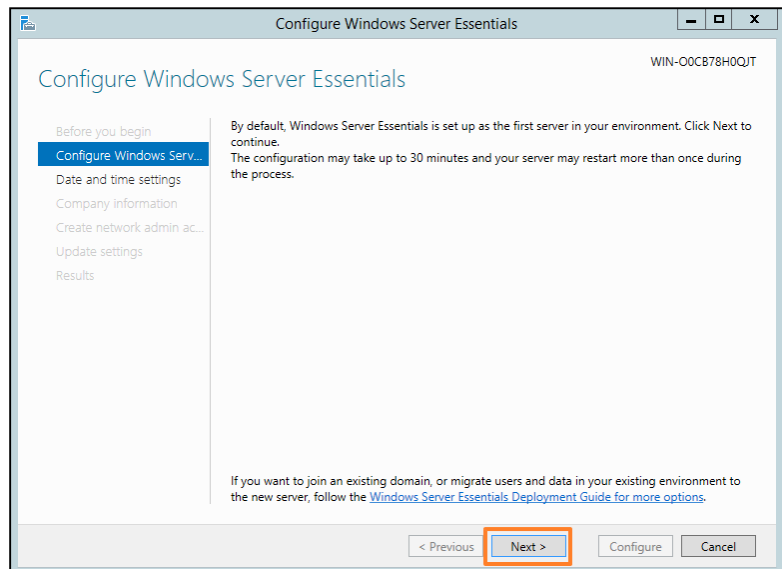 Configure Windows Server Essentials
X
WIN-O0CB78H0QJT
Configure Windows Server Essentials
Before you begin
Configure Windows Serv...
Date and time settings
Company information
Create network admin ac...
Update settings
Results
By default, Windows Server Essentials is set up as the first server in your environment. Click Next to
continue.
The configuration may take up to 30 minutes and your server may restart more than once during
the process.
If you want to join an existing domain, or migrate users and data in your existing environment to
the new server, follow the Windows Server Essentials Deployment Guide for more options.
< Previous Next > Configure Cancel